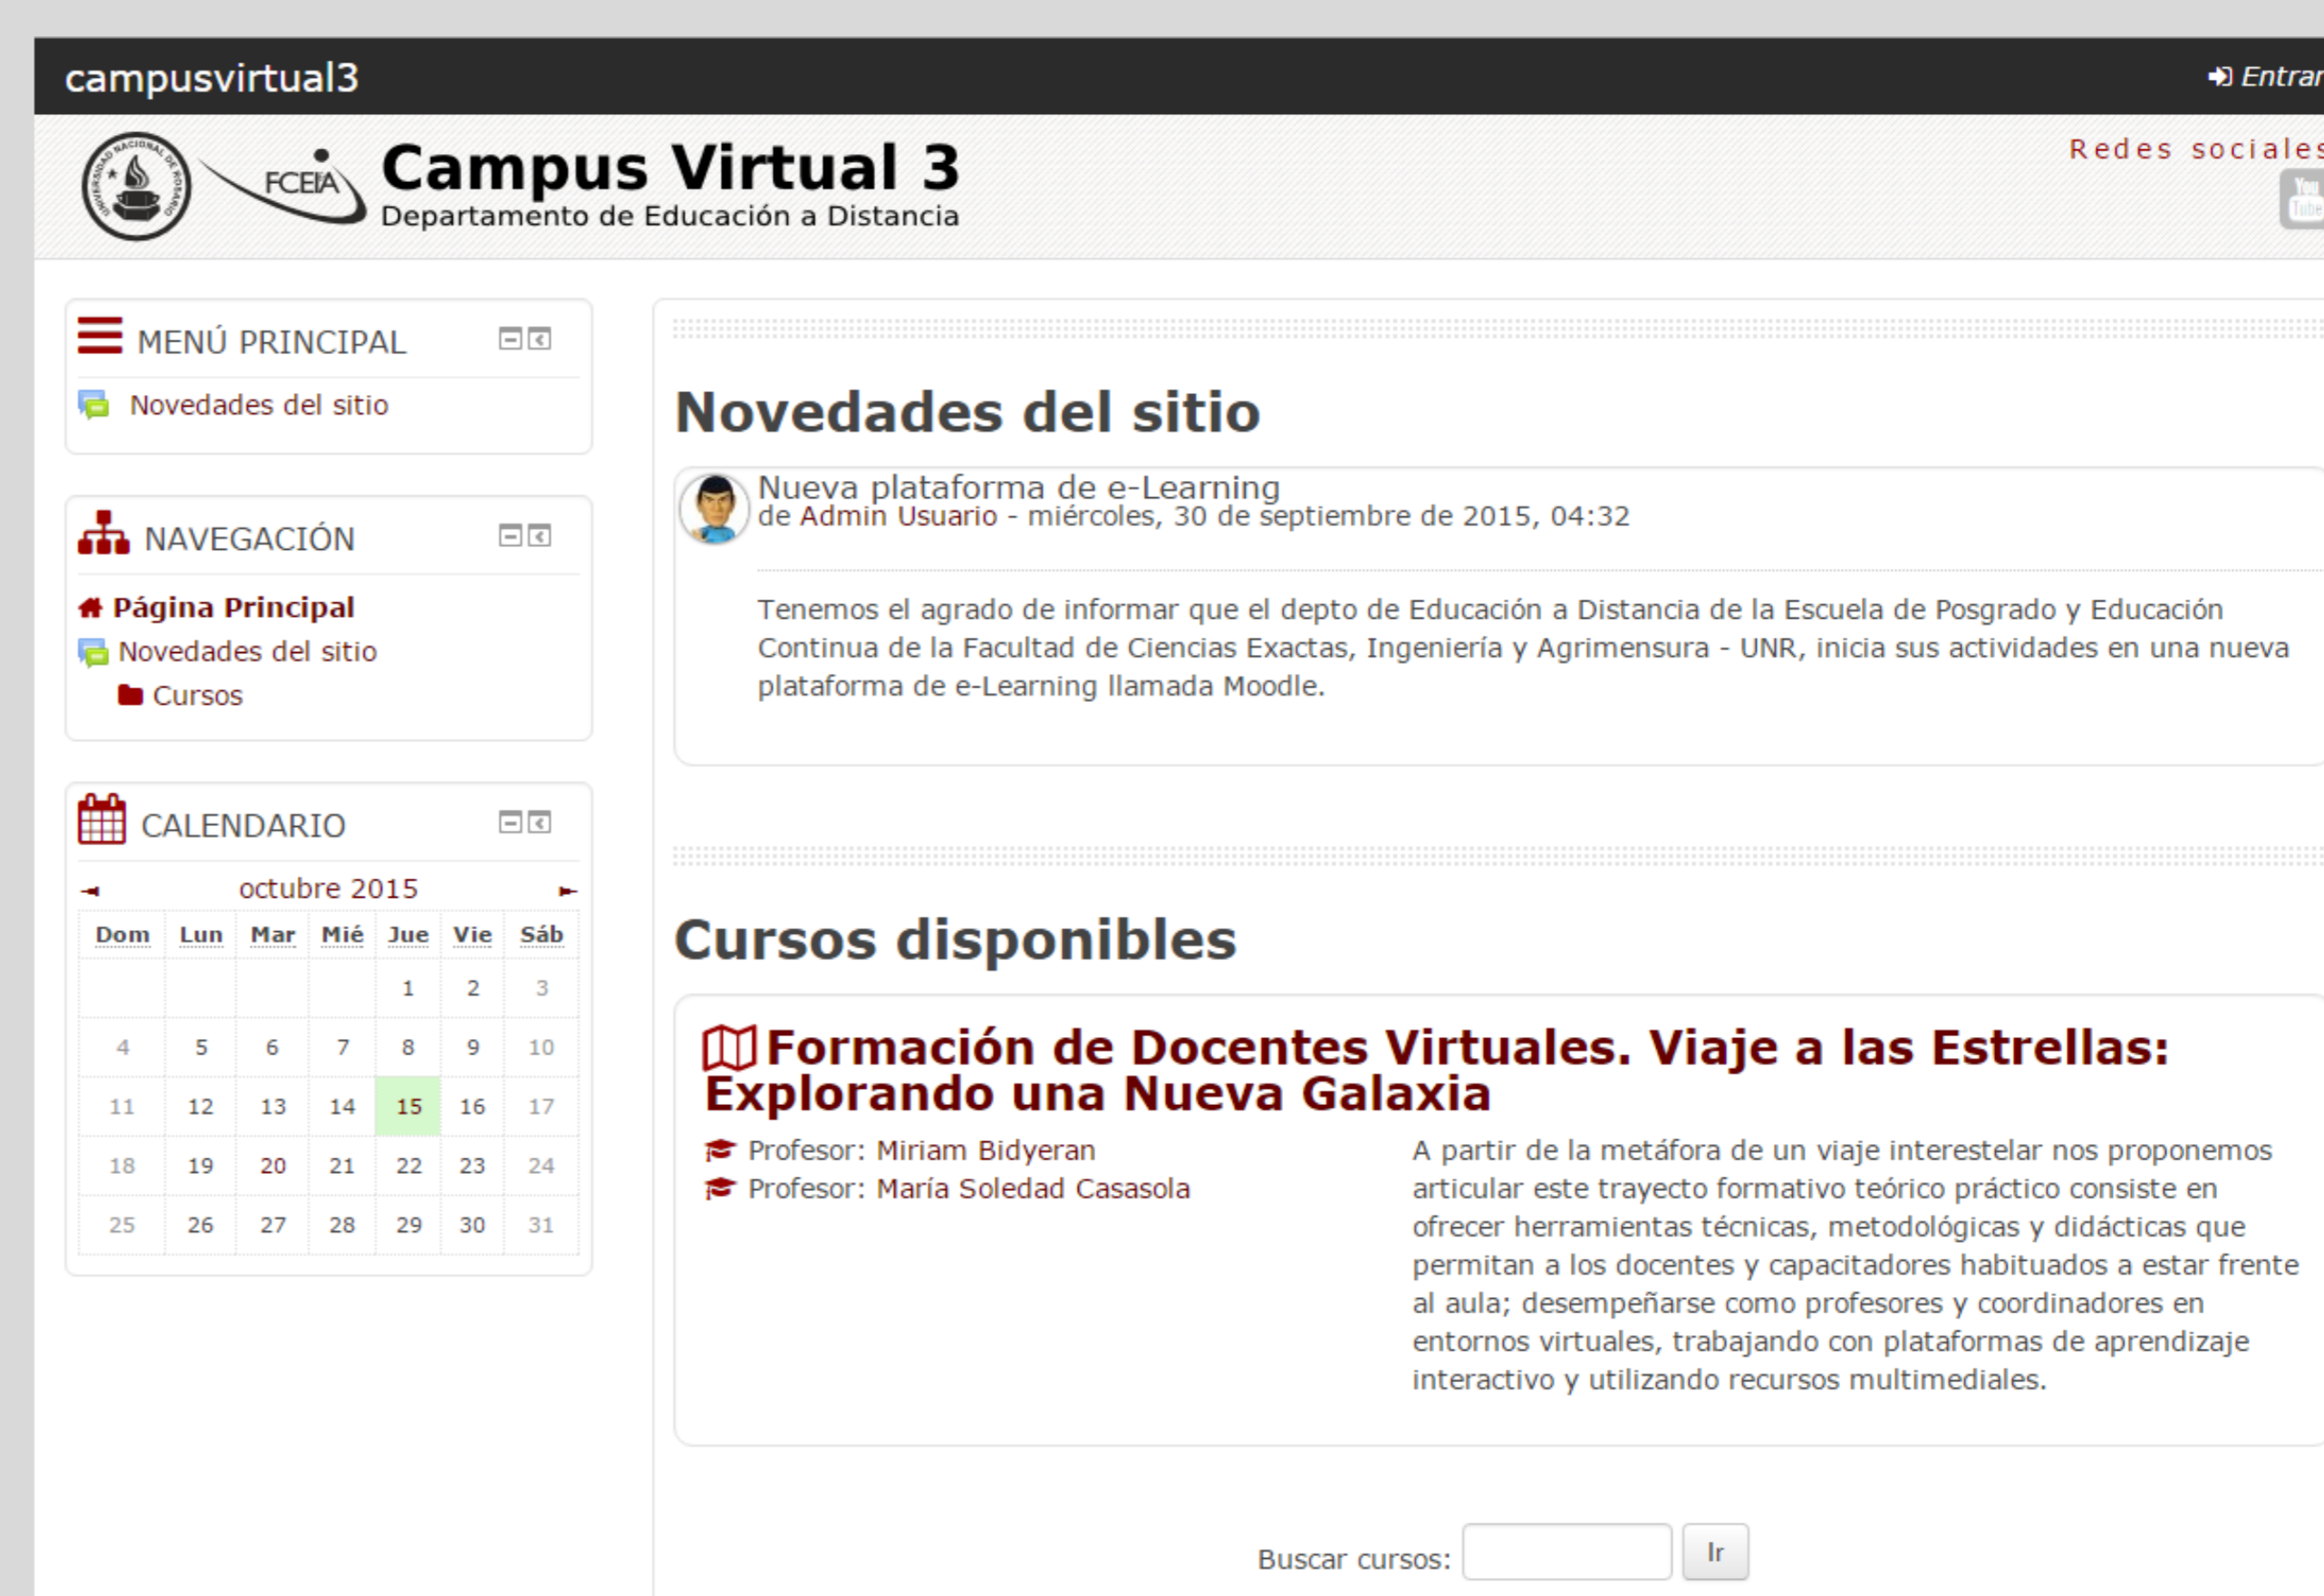 campusvirtual3
Entrar
UNIVERSIDAD NACIONAL DE ROSARIO
FCEIA
Campus Virtual 3
Departamento de Educación a Distancia
Redes sociales
You
Tube
MENÚ PRINCIPAL
Novedades del sitio
NAVEGACIÓN
Página Principal
Novedades del sitio
Cursos
CALENDARIO
octubre 2015
Dom Lun Mar Mié Jue Vie Sáb
1 2 3
4 5 6 7 8 9 10
11 12 13 14 15 16 17
18 19 20 21 22 23 24
25 26 27 28 29 30 31
Novedades del sitio
Nueva plataforma de e-Learning
de Admin Usuario - miércoles, 30 de septiembre de 2015, 04:32
Tenemos el agrado de informar que el depto de Educación a Distancia de la Escuela de Posgrado y Educación
Continua de la Facultad de Ciencias Exactas, Ingeniería y Agrimensura - UNR, inicia sus actividades en una nueva
plataforma de e-Learning llamada Moodle.
Cursos disponibles
Formación de Docentes Virtuales. Viaje a las Estrellas:
Explorando una Nueva Galaxia
Profesor: Miriam Bidyeran
Profesor: María Soledad Casasola
A partir de la metáfora de un viaje interestelar nos proponemos
articular este trayecto formativo teórico práctico consiste en
ofrecer herramientas técnicas, metodológicas y didácticas que
permitan a los docentes y capacitadores habituados a estar frente
al aula; desempeñarse como profesores y coordinadores en
entornos virtuales, trabajando con plataformas de aprendizaje
interactivo y utilizando recursos multimediales.
Buscar cursos:
Ir